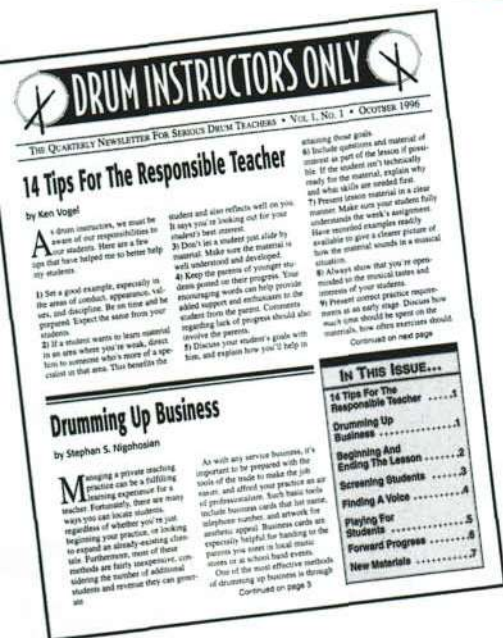 DRUM INSTRUCTORS ONLY
THE QUARTERLY NEWSLETTER FOR SERIOUS DRUM TEACHERS • VOL 1, NO. 1 • OCOTBER 1996
14 Tips For The Responsible Teacher
by Ken Vogel
As drum instructors, we must be
aware of our responsibilities to
our students. Here are a few
tips that have helped me to better help
my students.
1) Set a good example, especially in
the areas of conduct, appearance, val-
ues, and discipline. Be on time and be
prepared. Expect the same from your
students.
2) If a student wants to learn material
in an area where you're weak, direct
him to someone who's more of a spe-
cialist in that area. This benefits the
student and also reflects well on you.
It says you're looking out for your
student's best interest.
3) Don't let a student just slide by
material. Make sure the material is
well understood and developed.
4) Keep the parents of younger stu-
dents posted on their progress. Your
encouraging words can help provide
added support and enthusiasm to the
student from the parent. Comments
regarding lack of progress should also
involve the parents.
5) Discuss your student's goals with
him, and explain how you'll help in
attaining those goals.
6) Include questions and material of
interest as part of the lesson if possi-
ble. If the student isn't technically
ready for the material, explain why
and what skills are needed first.
7) Present lesson material in a clear
manner. Make sure your student fully
understands the week's assignment.
Have recorded examples readily
available to give a clearer picture of
how the material sounds in a musical
situation.
8) Always show that you're open-
minded to the musical tastes and
interests of your students.
9) Present correct practice require-
ments at an early stage. Discuss how
much time should be spent on the
materials, how often exercises should
Continued on next page
Drumming Up Business
by Stephan S. Nigohosian
Managing a private teaching
practice can be a fulfilling
learning experience for a
teacher. Fortunately, there are many
ways you can locate students,
regardless of whether you're just
beginning your practice, or looking
to expand an already existing clien-
tele. Furthermore, most of these
methods are fairly inexpensive, con-
sidering the number of additional
students and revenue they can gener-
ate.
As with any service business, it's
important to be prepared with the
tools of the trade to make the job
easier, and afford your practice an air
of professionalism. Such basic tools
include business cards that list name,
telephone number, and artwork for
aesthetic appeal. Business cards are
especially helpful for handing to the
parents you meet in local music
stores or at school band events.
One of the most effective methods
of drumming up business is through
Continued on page 3
IN THIS ISSUE...
14 Tips For The
Responsible Teacher .....1
Drumming Up
Business .................1
Beginning And
Ending The Lesson .......2
Screening Students .......3
Finding A Voice ..........4
Playing For
Students .................5
Forward Progress .........6
New Materials ............7